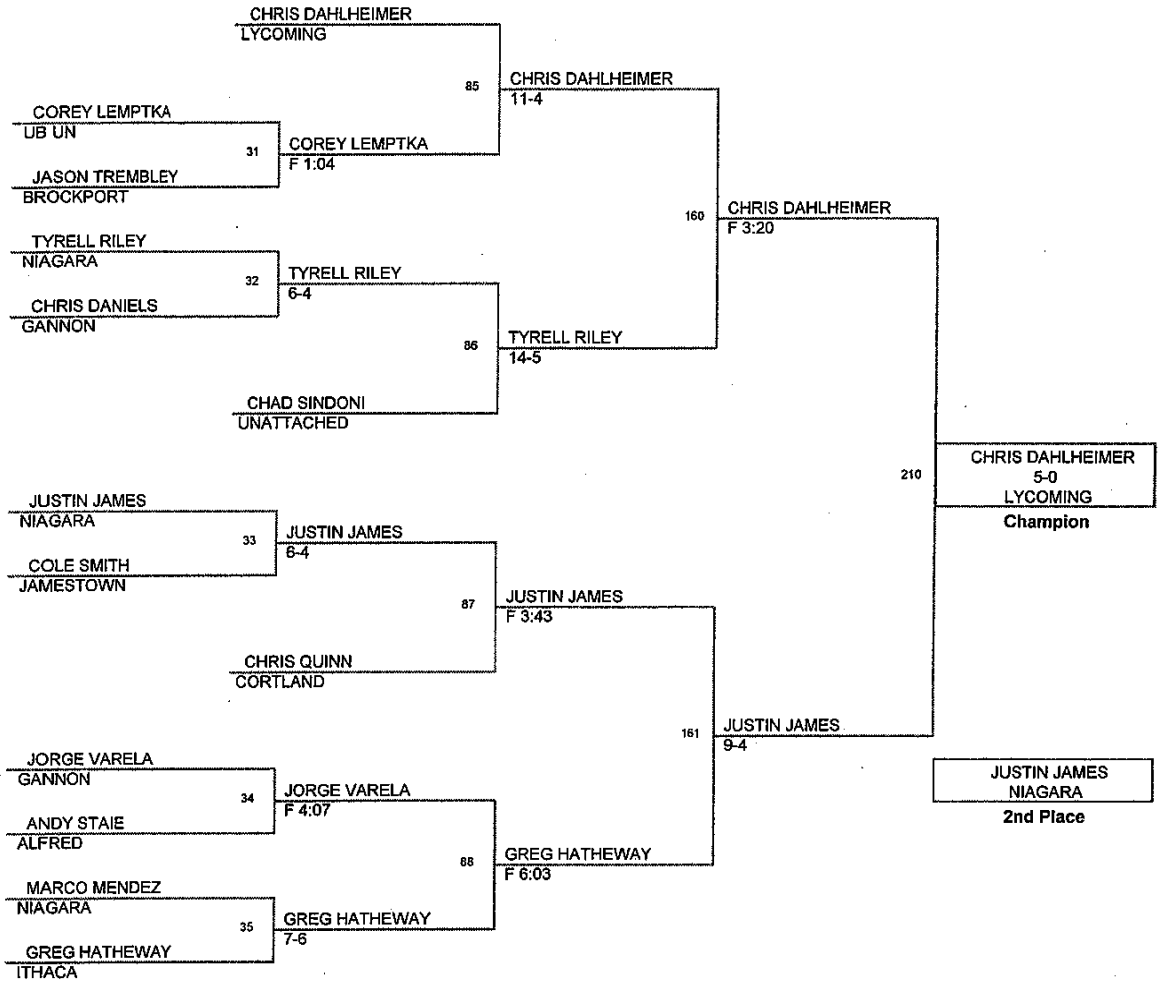 CHRIS DAHLHEIMER
LYCOMING
85
CHRIS DAHLHEIMER
11-4
COREY LEMPTKA
UB UN
31
COREY LEMPTKA
F 1:04
JASON TREMBLEY
BROCKPORT
160
CHRIS DAHLHEIMER
F 3:20
TYRELL RILEY
NIAGARA
32
TYRELL RILEY
6-4
CHRIS DANIELS
GANNON
86
TYRELL RILEY
14-5
CHAD SINDONI
UNATTACHED
210
CHRIS DAHLHEIMER
5-0
LYCOMING
Champion
JUSTIN JAMES
NIAGARA
33
JUSTIN JAMES
6-4
COLE SMITH
JAMESTOWN
87
JUSTIN JAMES
F 3:43
CHRIS QUINN
CORTLAND
161
JUSTIN JAMES
9-4
JORGE VARELA
GANNON
34
JORGE VARELA
F 4:07
ANDY STAIE
ALFRED
88
GREG HATHEWAY
F 6:03
MARCO MENDEZ
NIAGARA
35
GREG HATHEWAY
7-6
GREG HATHEWAY
ITHACA
JUSTIN JAMES
NIAGARA
2nd Place